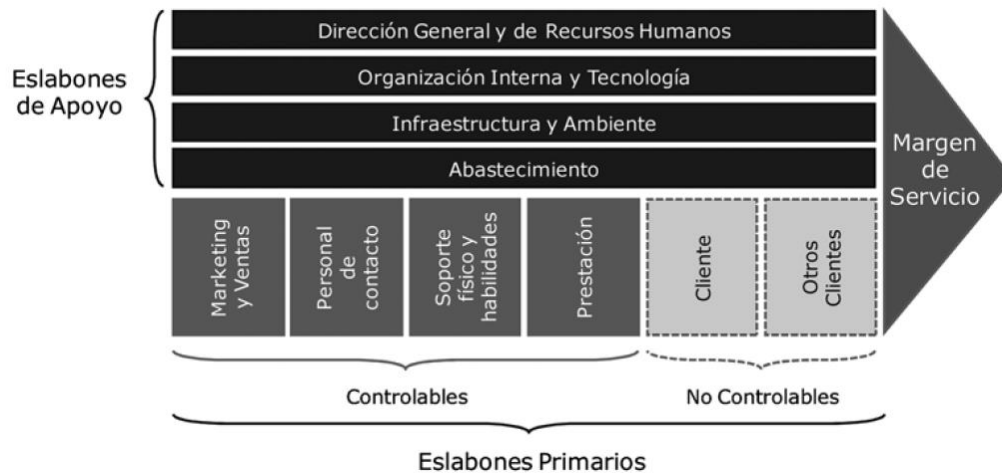 Dirección General y de Recursos Humanos
Organización Interna y Tecnología
Infraestructura y Ambiente
Abastecimiento
Eslabones
de Apoyo
Margen
de
Servicio
Marketing
y Ventas
Personal
de
contacto
Soporte
físico y
habilidades
Prestación
Cliente
Otros
Clientes
Controlables
No Controlables
Eslabones Primarios